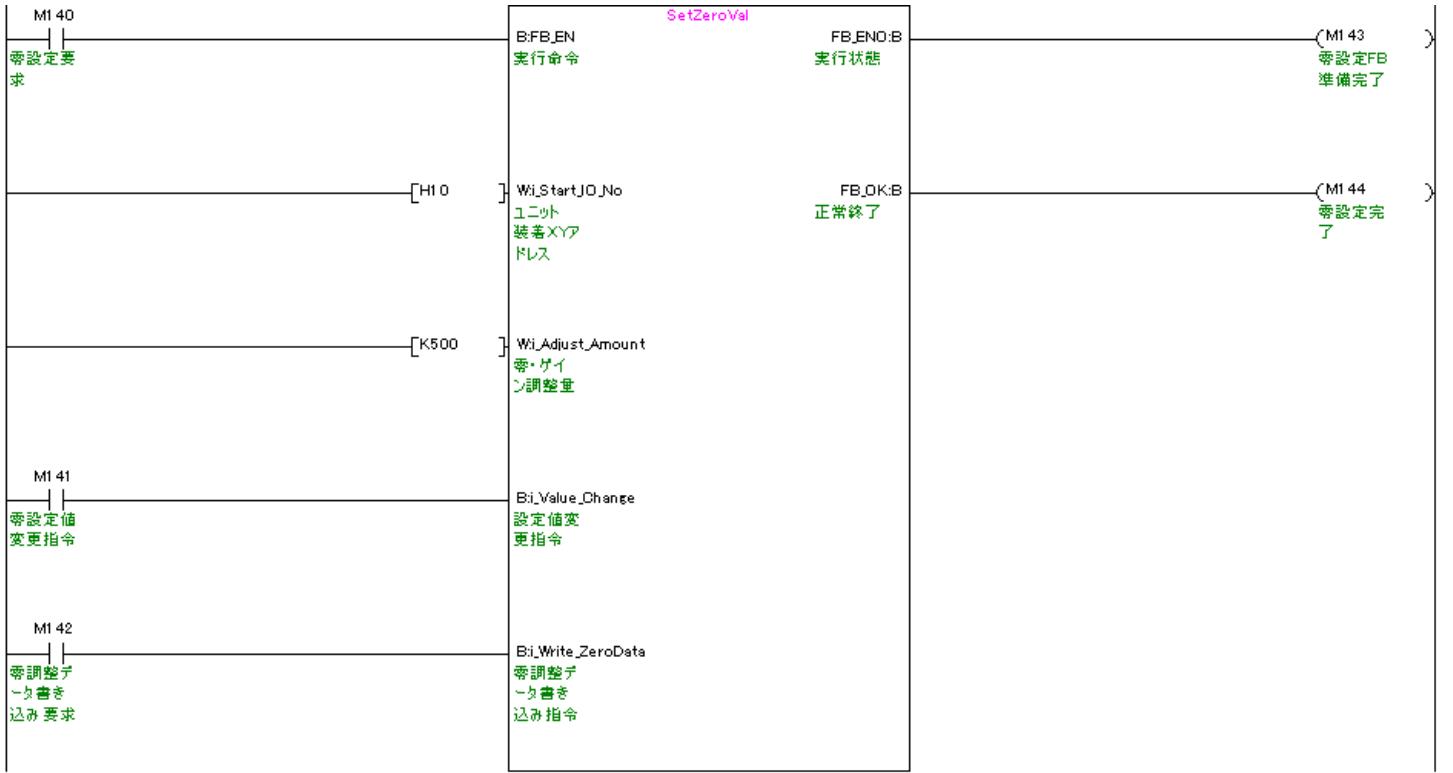 M140
SetZeroVal
B:FB_EN
FB_ENO:B
M143
零設定要
求
実行命令
実行状態
零設定FB
準備完了
H10
W:i_Start_IO_No
FB_OK:B
M144
ユニット
装着XYア
ドレス
正常終了
零設定完
了
K500
W:i_Adjust_Amount
零・ゲイ
ン調整量
M141
B:i_Value_Change
零設定値
変更指令
設定値変
更指令
M142
B:i_Write_ZeroData
零調整デ
ータ書き
込み要求
零調整デ
ータ書き
込み指令